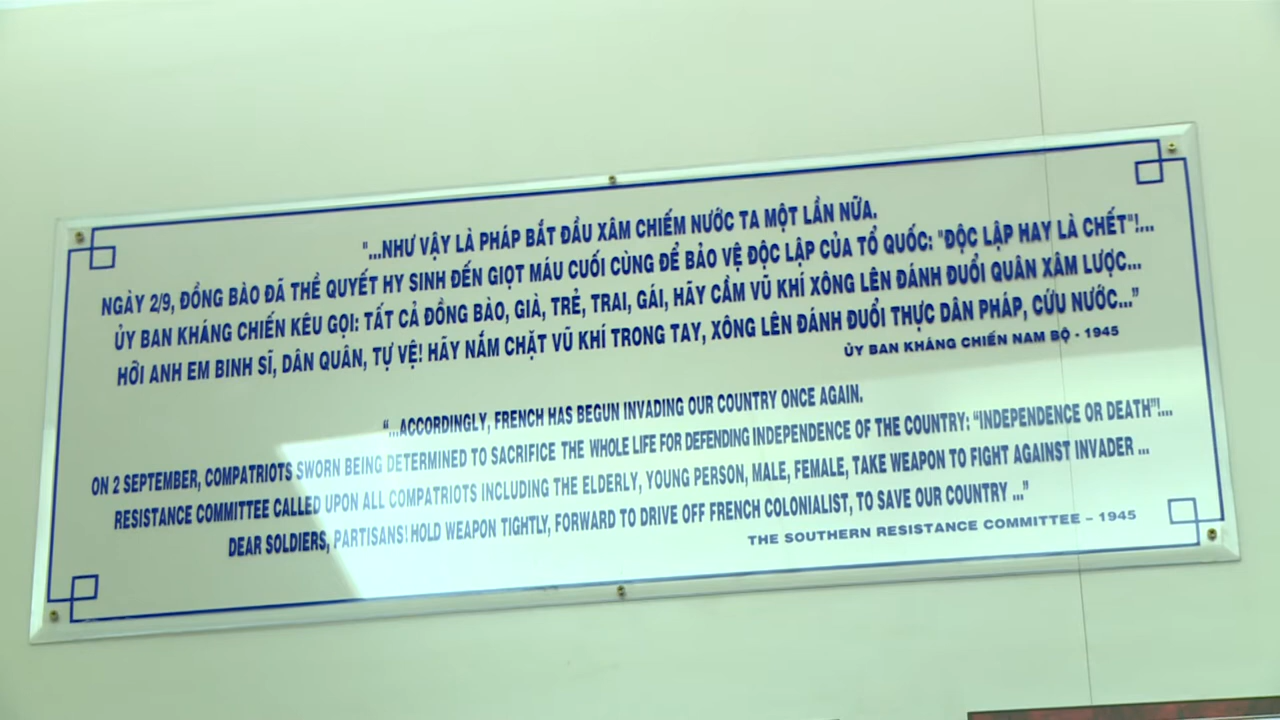 "...NHƯ VẬY LÀ PHÁP BẮT ĐẦU XÂM CHIẾM NƯỚC TA MỘT LẦN NỮA.
NGÀY 2/9, ĐỒNG BÀO ĐÃ THỀ QUYẾT HY SINH ĐẾN GIỌT MÁU CUỐI CÙNG ĐỂ BẢO VỆ ĐỘC LẬP CỦA TỔ QUỐC: "ĐỘC LẬP HAY LÀ CHẾT"!...
ỦY BAN KHÁNG CHIẾN KÊU GỌI: TẤT CẢ ĐỒNG BÀO, GIÀ, TRẺ, TRAI, GÁI, HÃY CẦM VŨ KHÍ XÔNG LÊN ĐÁNH ĐUỔI QUÂN XÂM LƯỢC...
HỠI ANH EM BINH SĨ, DÂN QUÂN, TỰ VỆ! HÃY NẮM CHẶT VŨ KHÍ TRONG TAY, XÔNG LÊN ĐÁNH ĐUỔI THỰC DÂN PHÁP, CỨU NƯỚC..."
ỦY BAN KHÁNG CHIẾN NAM BỘ - 1945
"...ACCORDINGLY, FRENCH HAS BEGUN INVADING OUR COUNTRY ONCE AGAIN.
ON 2 SEPTEMBER, COMPATRIOTS SWORN BEING DETERMINED TO SACRIFICE THE WHOLE LIFE FOR DEFENDING INDEPENDENCE OF THE COUNTRY: "INDEPENDENCE OR DEATH"!...
RESISTANCE COMMITTEE CALLED UPON ALL COMPATRIOTS INCLUDING THE ELDERLY, YOUNG PERSON, MALE, FEMALE, TAKE WEAPON TO FIGHT AGAINST INVADER ...
DEAR SOLDIERS, PARTISANS! HOLD WEAPON TIGHTLY, FORWARD TO DRIVE OFF FRENCH COLONIALIST, TO SAVE OUR COUNTRY ..."
THE SOUTHERN RESISTANCE COMMITTEE – 1945